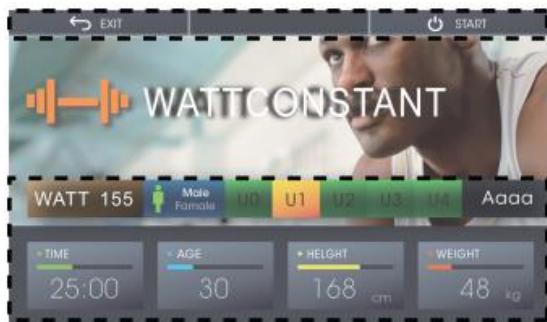 EXIT START
WATTCONSTANT
WATT 155 Male Famale U0 U1 U2 U3 U4 Aaaa
TIME AGE HELGHT WEIGHT
25:00 30 168 cm 48 kg